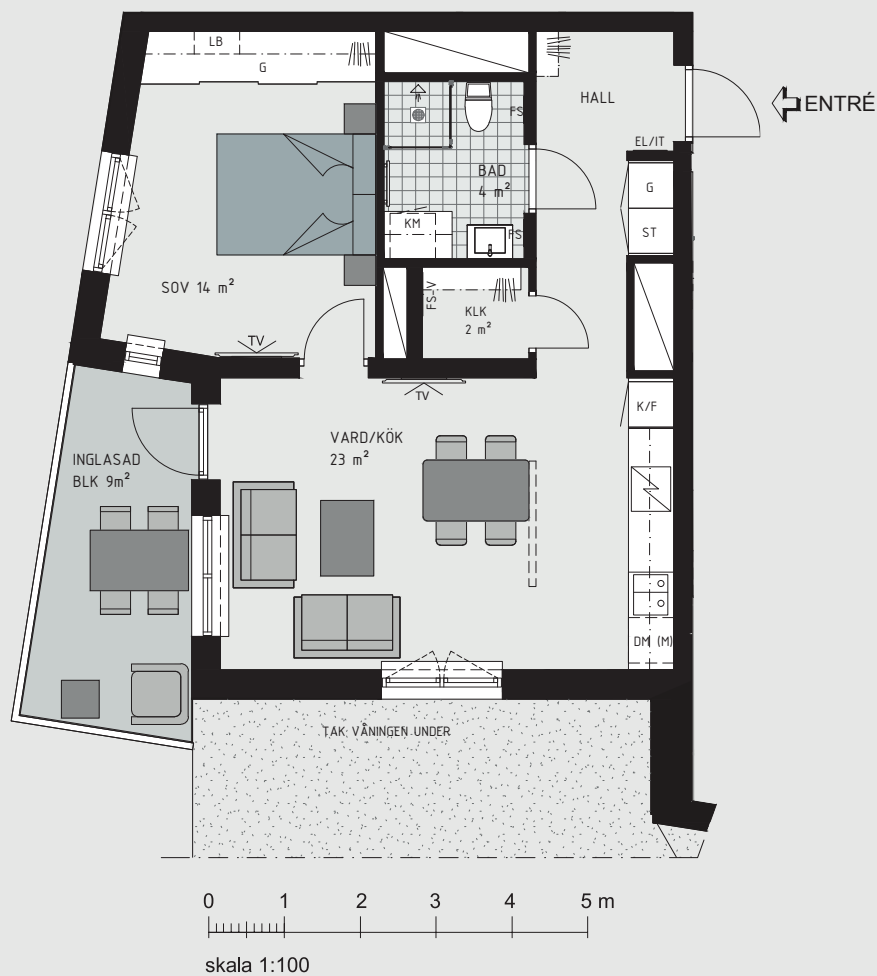 LB
G
HALL
ENTRÉ
EL/IT
FS
BAD
4 m²
G
ST
KM
FS
SOV 14 m²
FS-V
KLK
2 m²
TV
TV
K/F
VARD/KÖK
23 m²
INGLASAD
BLK 9m²
DM (M)
TAK VÅNINGEN UNDER
0 1 2 3 4 5 m
skala 1:100